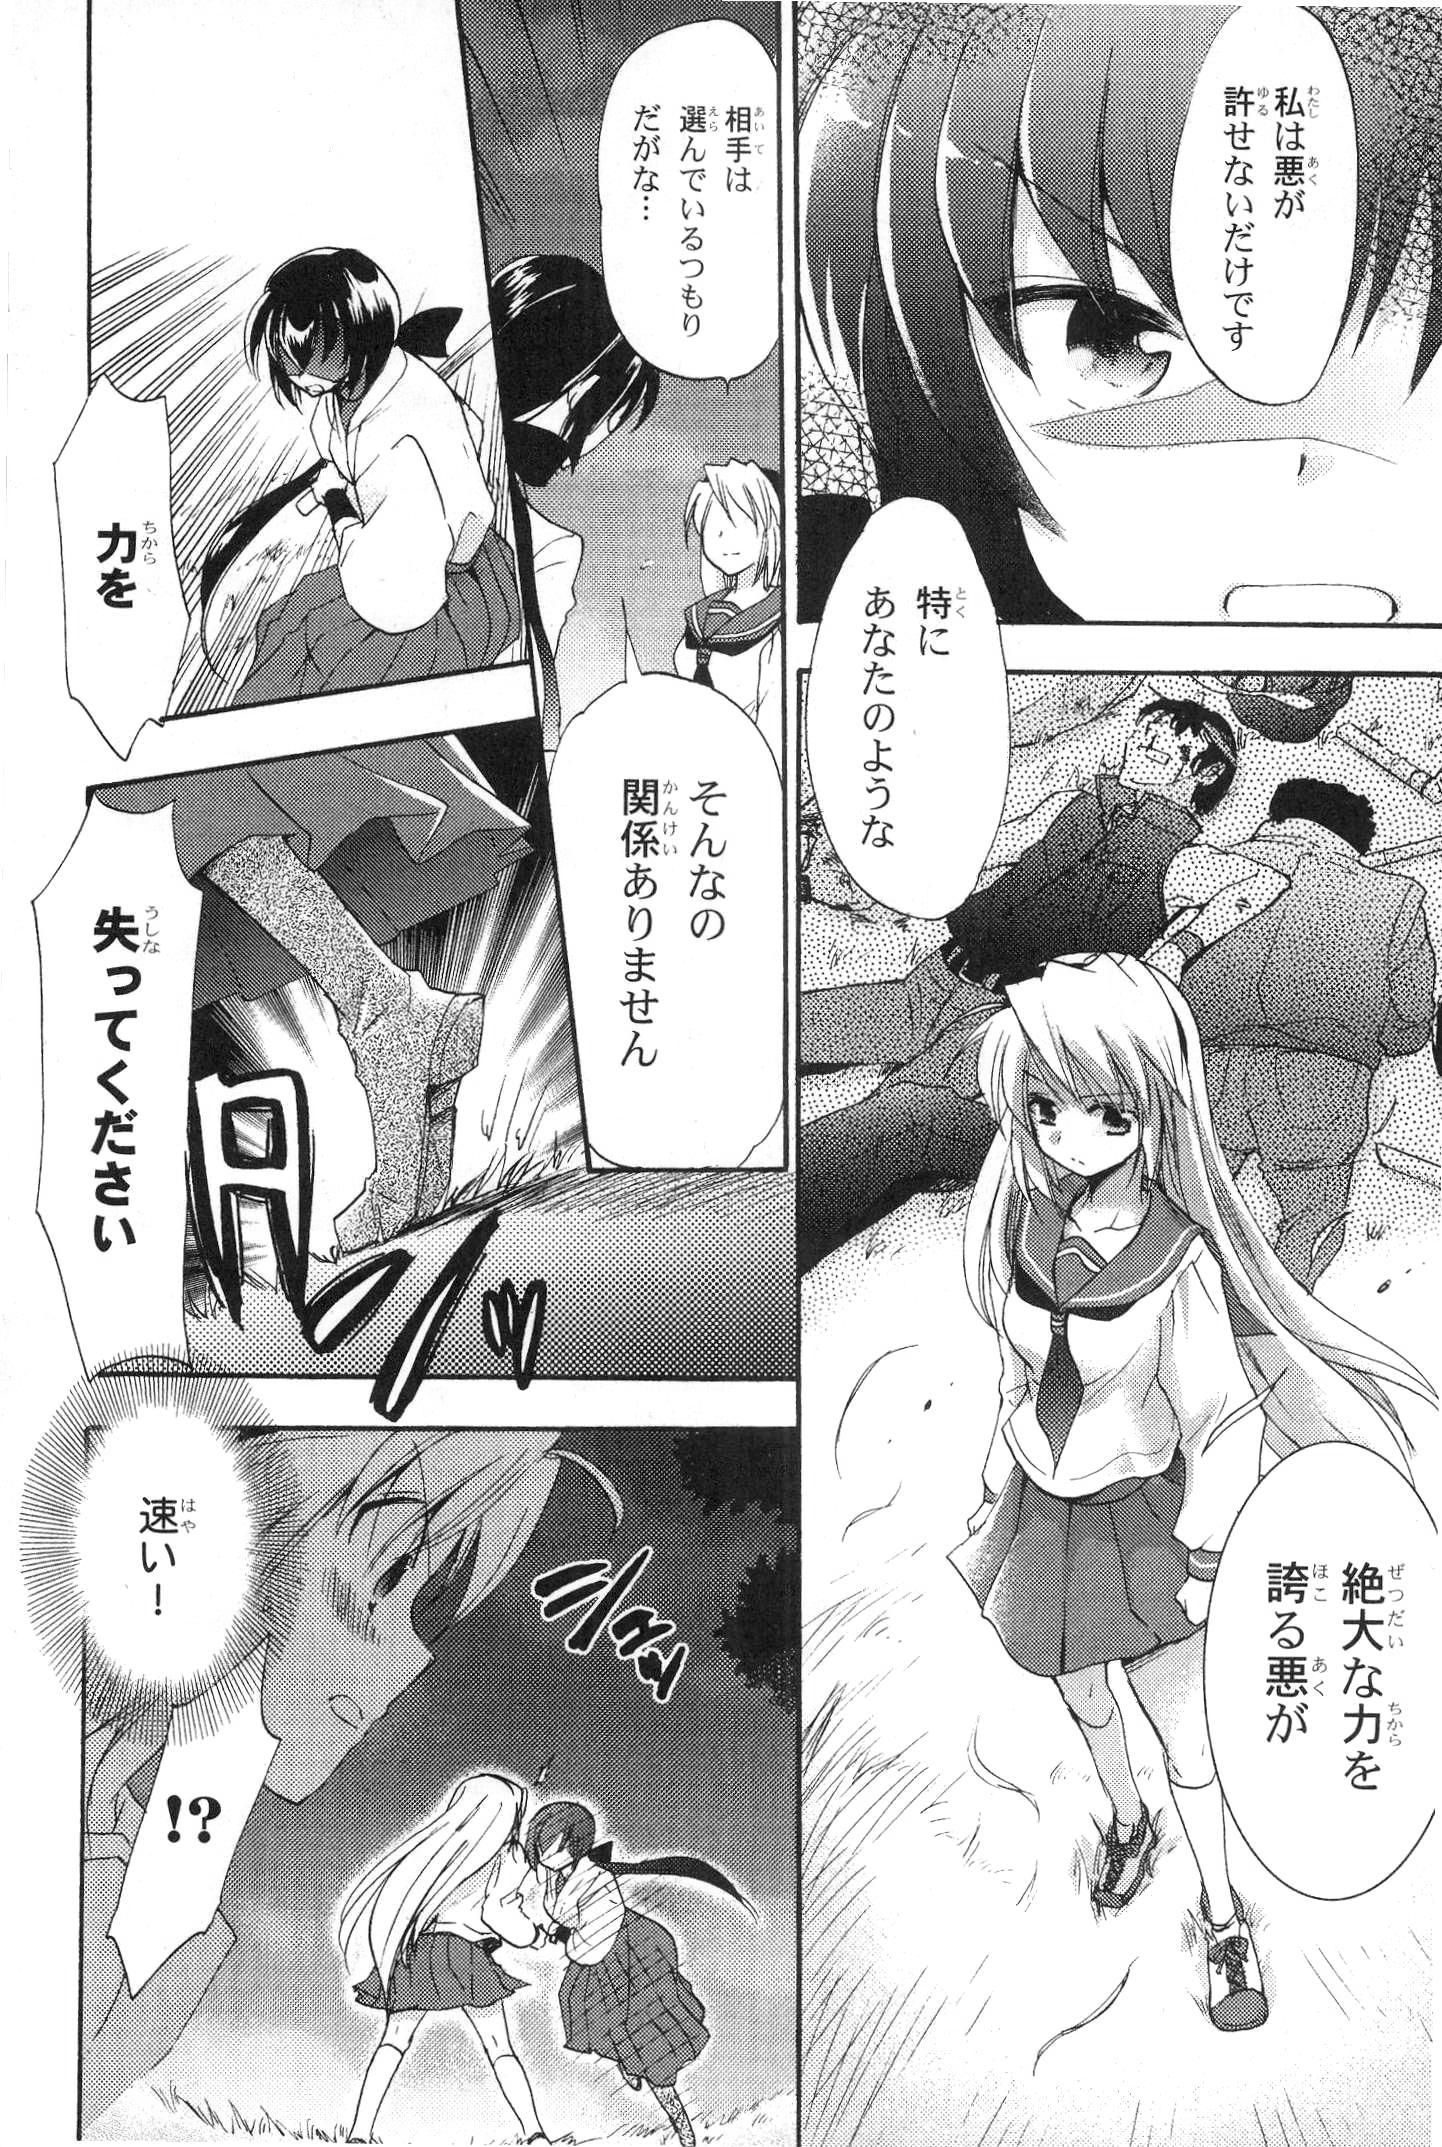 私は悪が
許せないだけです
特に
あなたのような
絶大な力を
誇る悪が
相手は
選んでいるつもり
だがな…
そんなの
関係ありません
力を
失ってください
速い!
!?